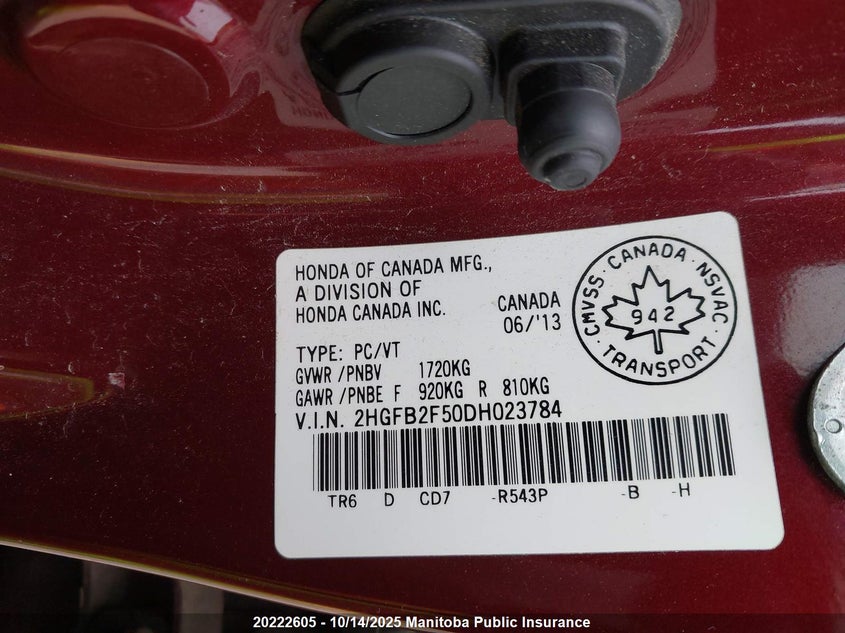 HONDA OF CANADA MFG.,
A DIVISION OF
HONDA CANADA INC.
CANADA
06/'13
CMVSS · CANADA · NSVAC · TRANSPORT ·
942
TYPE: PC/VT
GVWR /PNBV 1720KG
GAWR /PNBE F 920KG R 810KG
V.I.N. 2HGFB2F50DH023784
TR6 D CD7 -R543P -B -H
20222605 - 10/14/2025 Manitoba Public Insurance